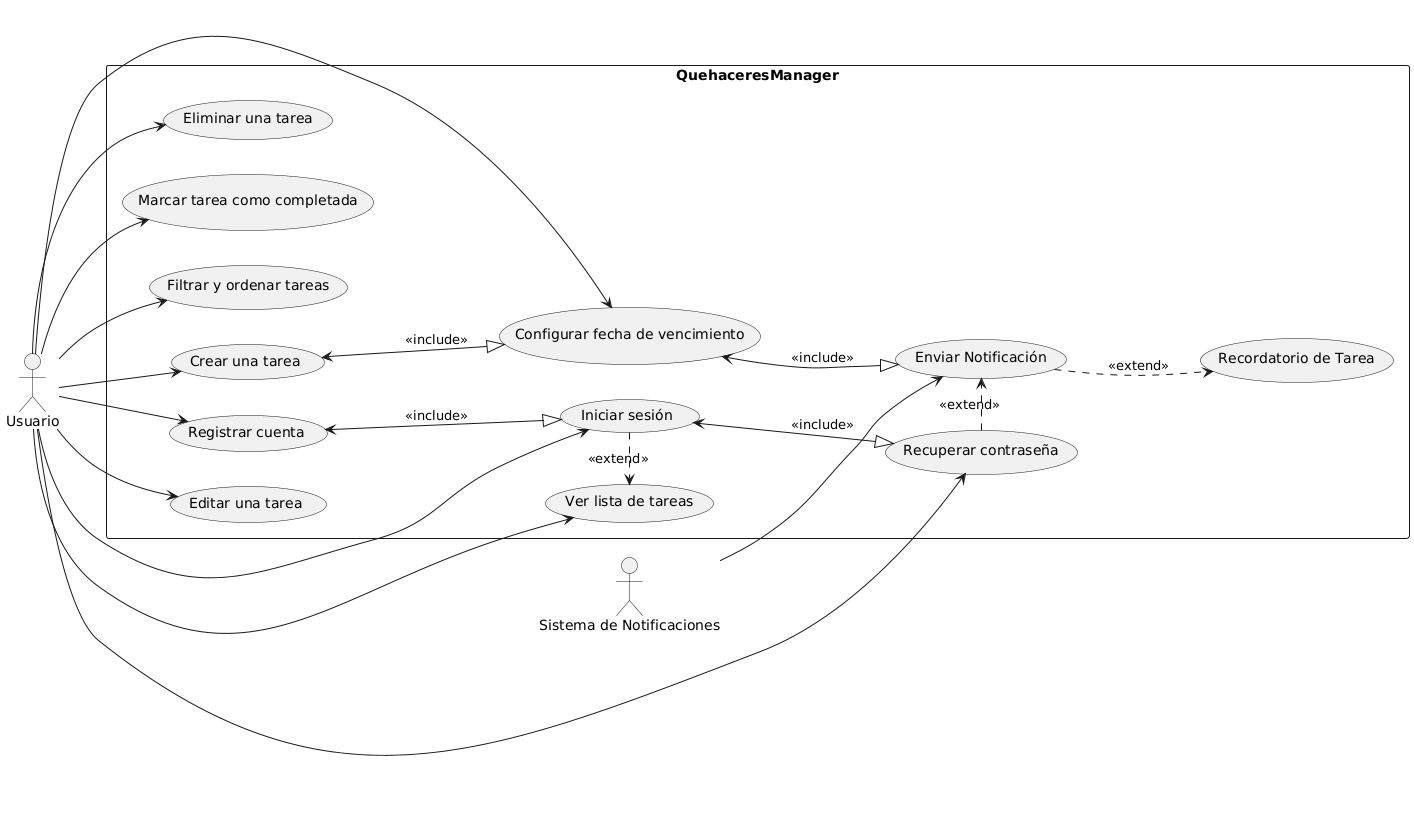 QuehaceresManager
Eliminar una tarea
Marcar tarea como completada
Filtrar y ordenar tareas
Crear una tarea
«include»
Configurar fecha de vencimiento
«include»
Enviar Notificación
«extend»
Recordatorio de Tarea
«extend»
Usuario
Registrar cuenta
«include»
Iniciar sesión
«include»
Recuperar contraseña
«extend»
Editar una tarea
Ver lista de tareas
Sistema de Notificaciones